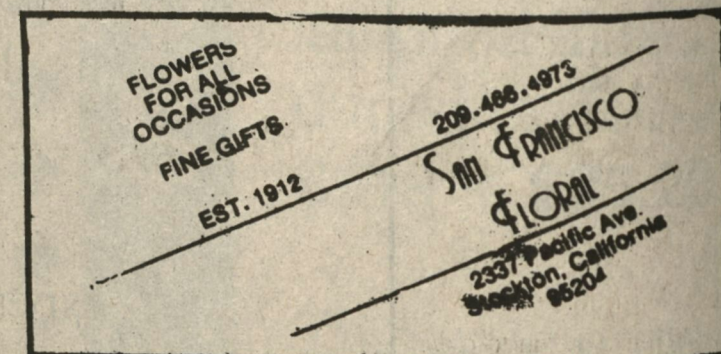 FLOWERS
FOR ALL
OCCASIONS
FINE GIFTS
EST. 1912
209.466.4973
SAN FRANCISCO
FLORAL
2337 Pacific Ave.
Stockton, California
95204